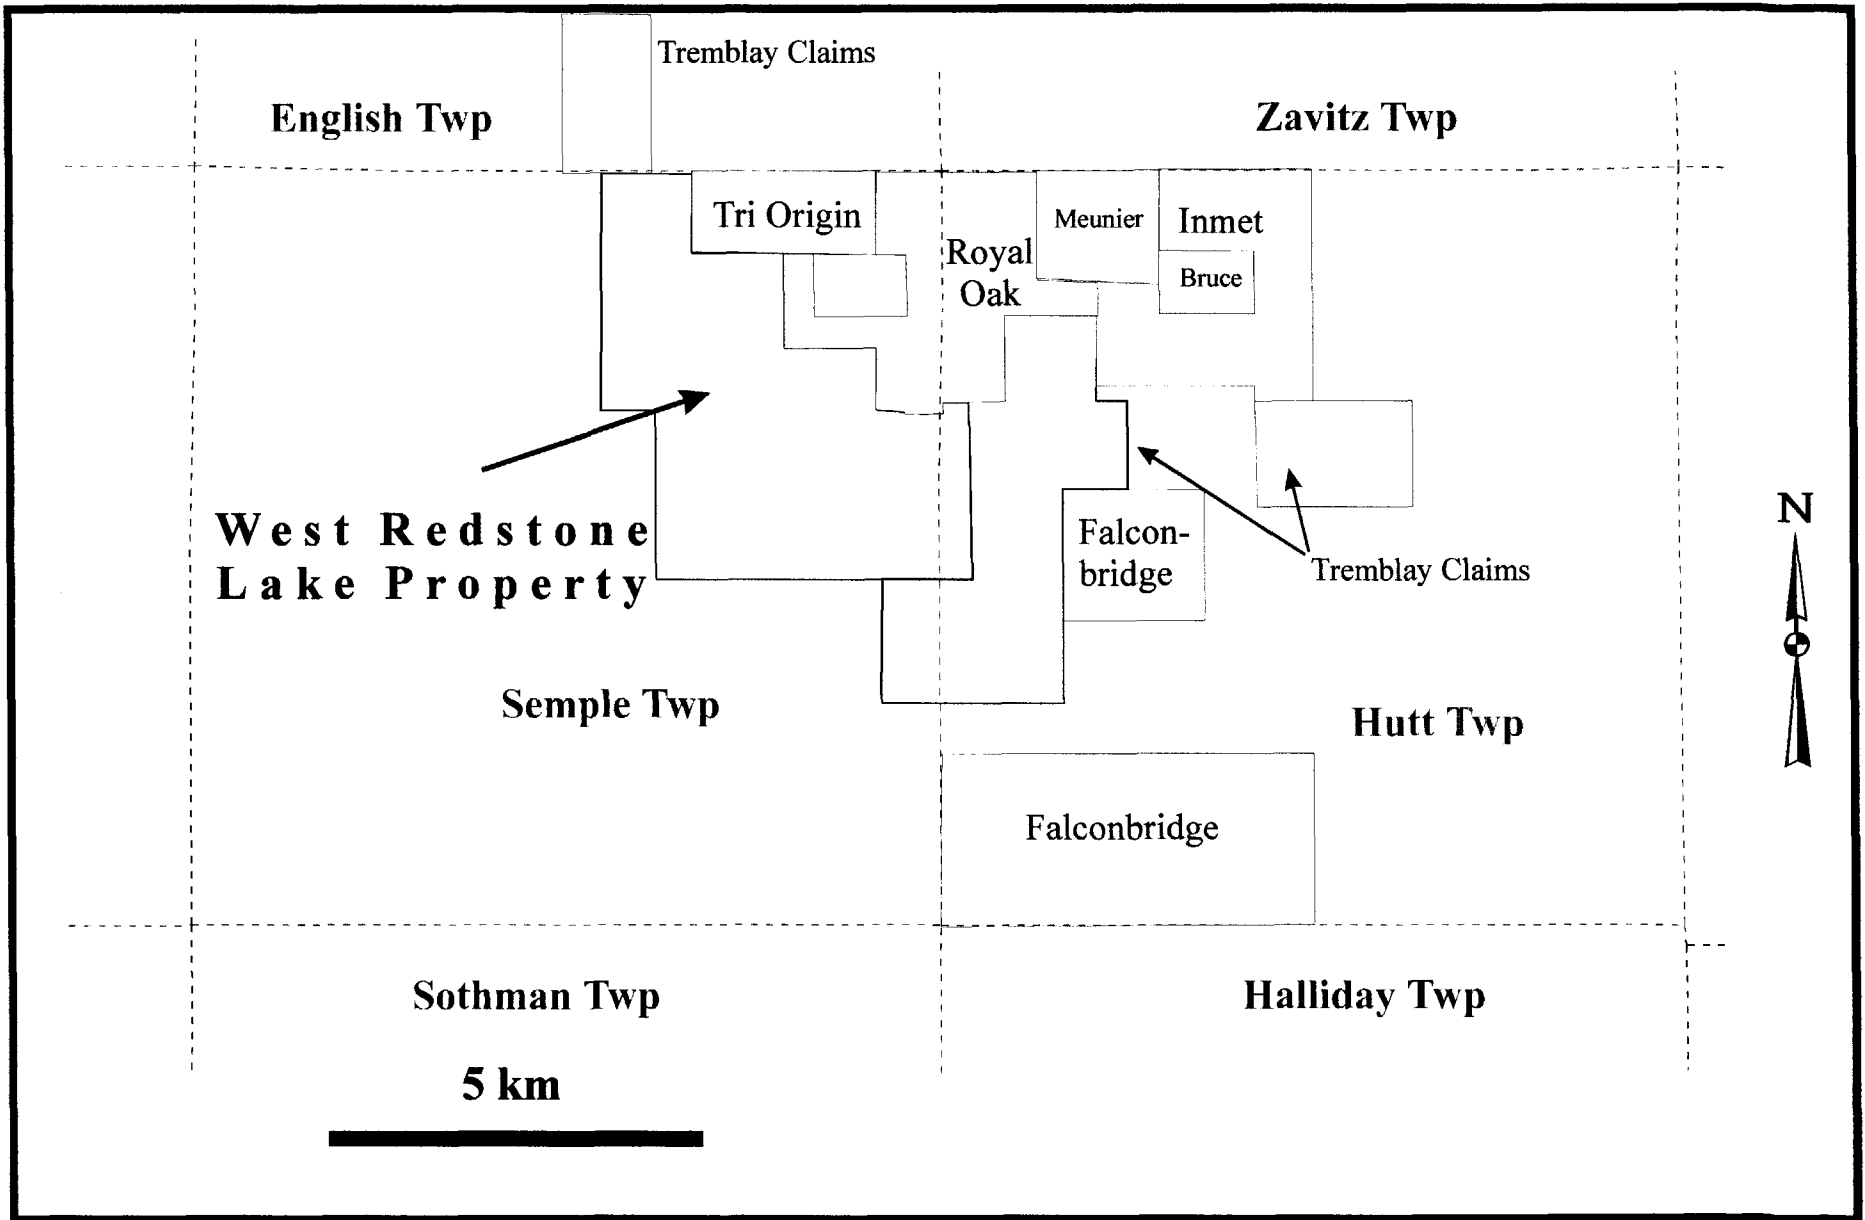 Tremblay Claims
English Twp
Zavitz Twp
Tri Origin
Meunier
Inmet
Royal
Oak
Bruce
West Redstone
Lake Property
Falcon-
bridge
Tremblay Claims
N
Semple Twp
Hutt Twp
Falconbridge
Sothman Twp
Halliday Twp
5 km